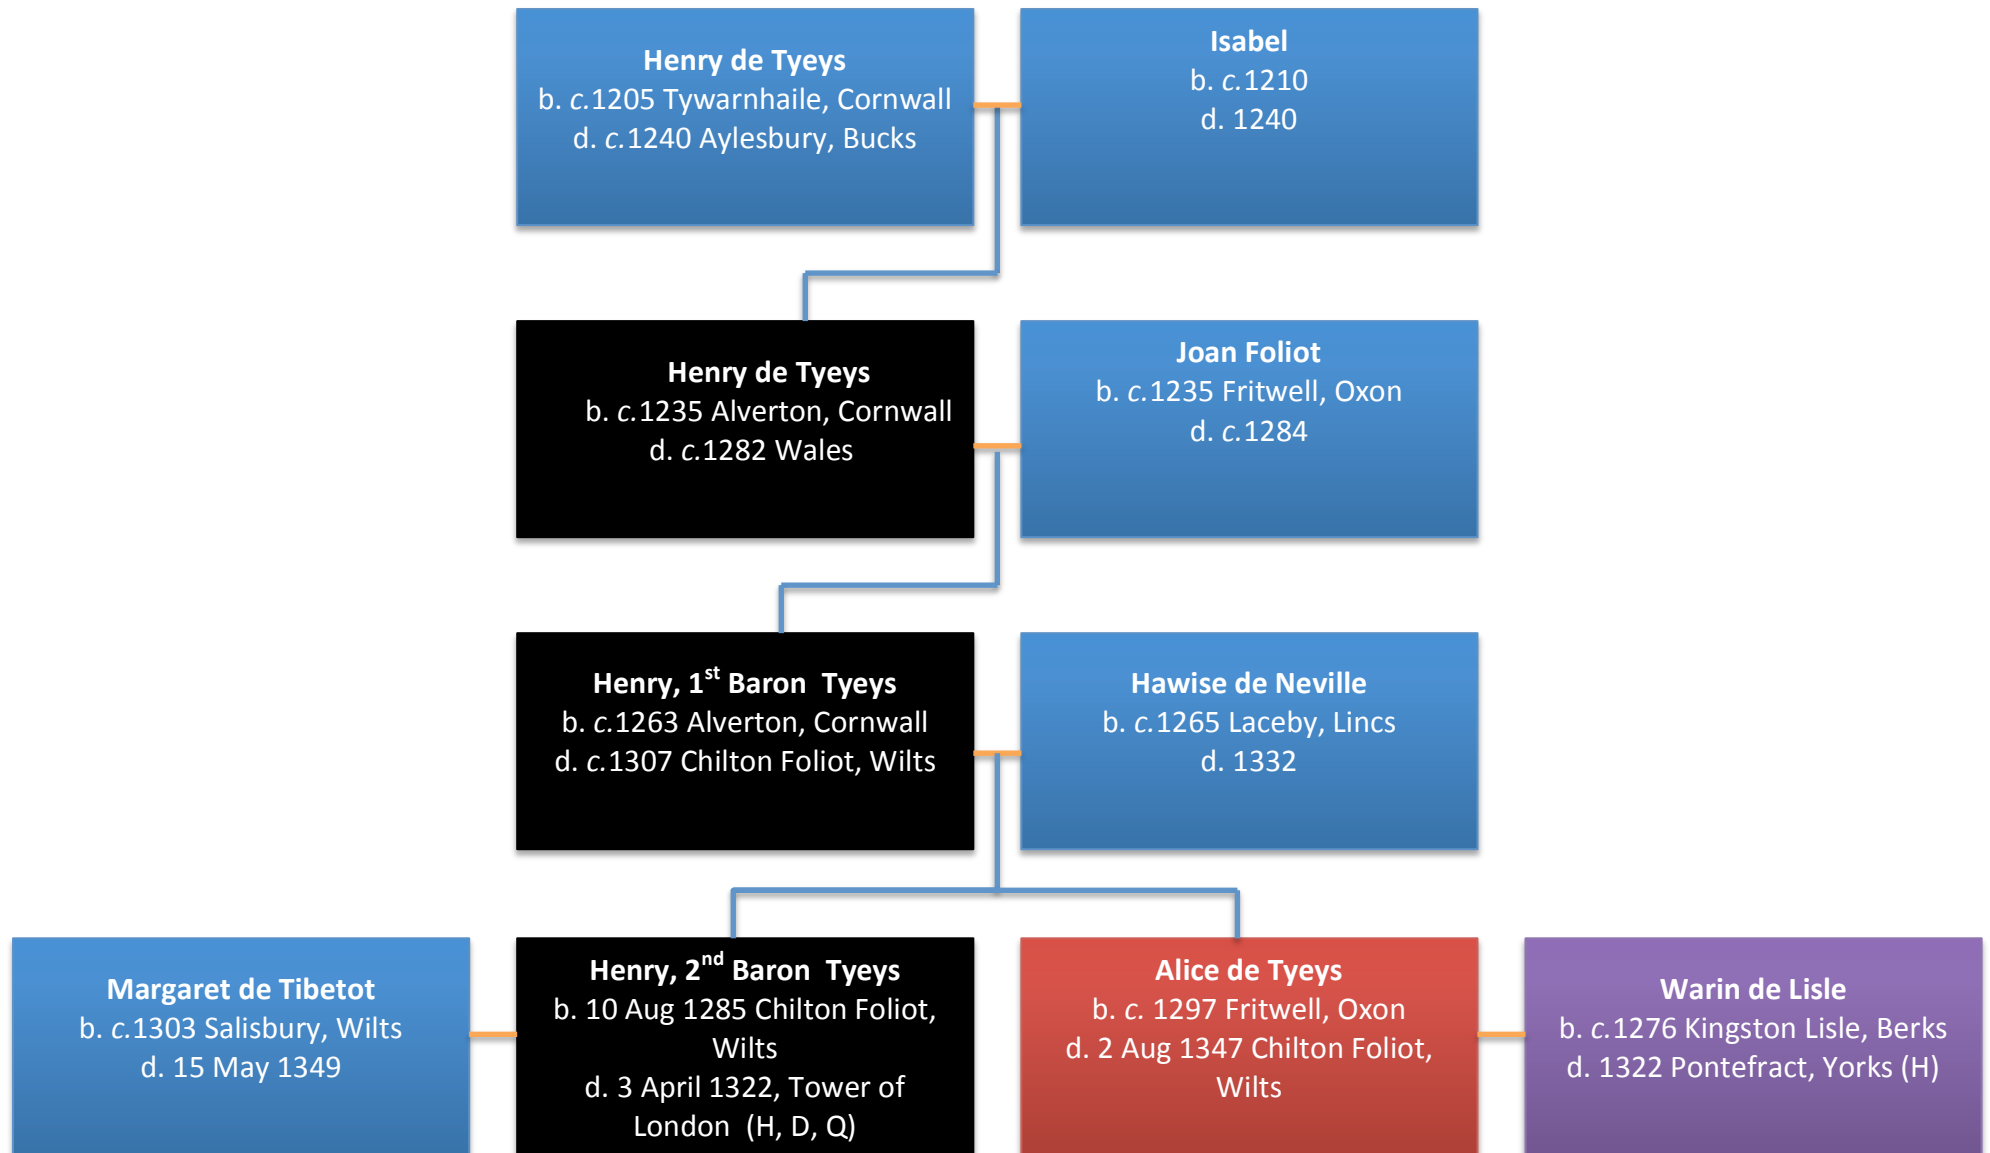 Henry de Tyeys
b. c.1205 Tywarnhaile, Cornwall
d. c.1240 Aylesbury, Bucks
Isabel
b. c.1210
d. 1240
Henry de Tyeys
b. c.1235 Alverton, Cornwall
d. c.1282 Wales
Joan Foliot
b. c.1235 Fritwell, Oxon
d. c.1284
Henry, 1st Baron Tyeys
b. c.1263 Alverton, Cornwall
d. c.1307 Chilton Foliot, Wilts
Hawise de Neville
b. c.1265 Laceby, Lincs
d. 1332
Margaret de Tibetot
b. c.1303 Salisbury, Wilts
d. 15 May 1349
Henry, 2nd Baron Tyeys
b. 10 Aug 1285 Chilton Foliot,
Wilts
d. 3 April 1322, Tower of
London (H, D, Q)
Alice de Tyeys
b. c. 1297 Fritwell, Oxon
d. 2 Aug 1347 Chilton Foliot,
Wilts
Warin de Lisle
b. c.1276 Kingston Lisle, Berks
d. 1322 Pontefract, Yorks (H)